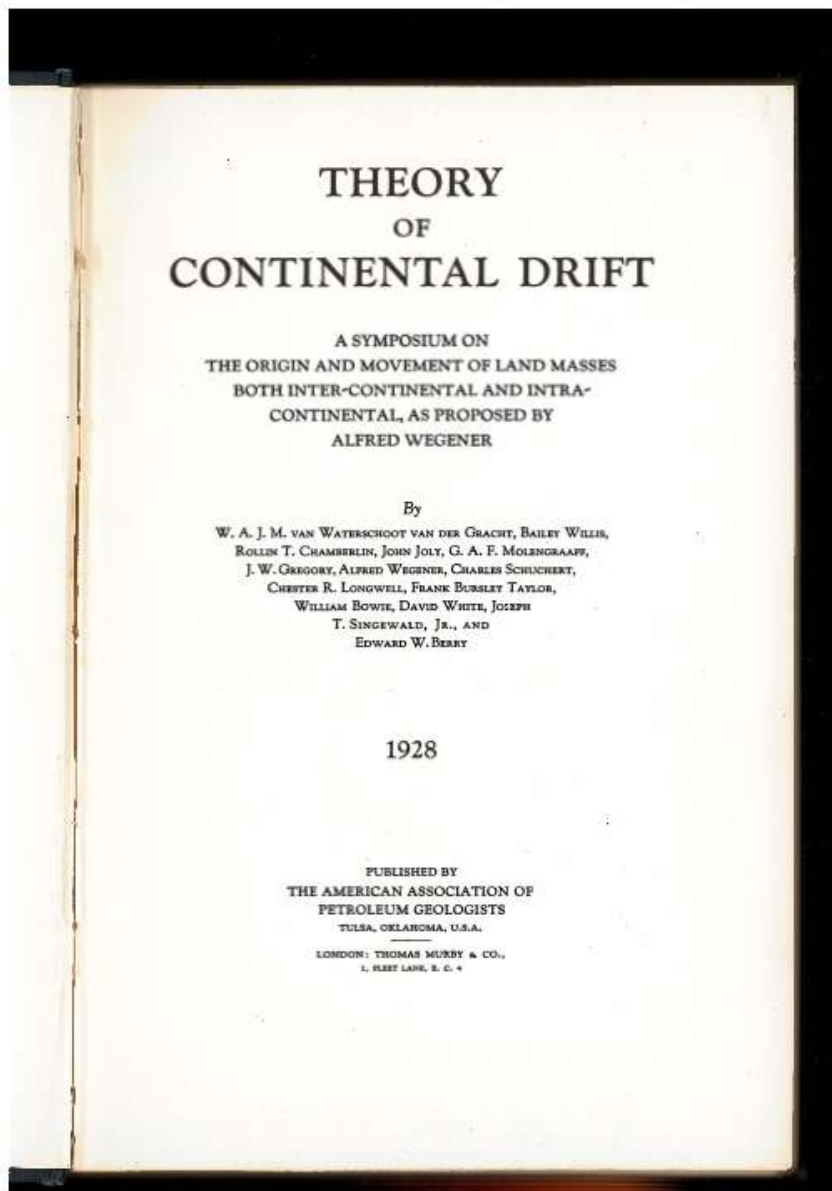 THEORY
OF
CONTINENTAL DRIFT
A SYMPOSIUM ON
THE ORIGIN AND MOVEMENT OF LAND MASSES
BOTH INTER-CONTINENTAL AND INTRA-
CONTINENTAL, AS PROPOSED BY
ALFRED WEGENER
By
W. A. J. M. VAN WATERSCHOOT VAN DER GRACHT, BAILEY WILLIS,
ROLLIN T. CHAMBERLIN, JOHN JOLY, G. A. F. MOLENGRAAFF,
J. W. GREGORY, ALFRED WEGENER, CHARLES SCHUCHERT,
CHESTER R. LONGWELL, FRANK BURSLEY TAYLOR,
WILLIAM BOWIE, DAVID WHITE, JOSEPH
T. SINGEWALD, JR., AND
EDWARD W. BERRY
1928
PUBLISHED BY
THE AMERICAN ASSOCIATION OF
PETROLEUM GEOLOGISTS
TULSA, OKLAHOMA, U.S.A.
LONDON: THOMAS MURBY & CO.,
1, FLEET LANE, E. C. 4